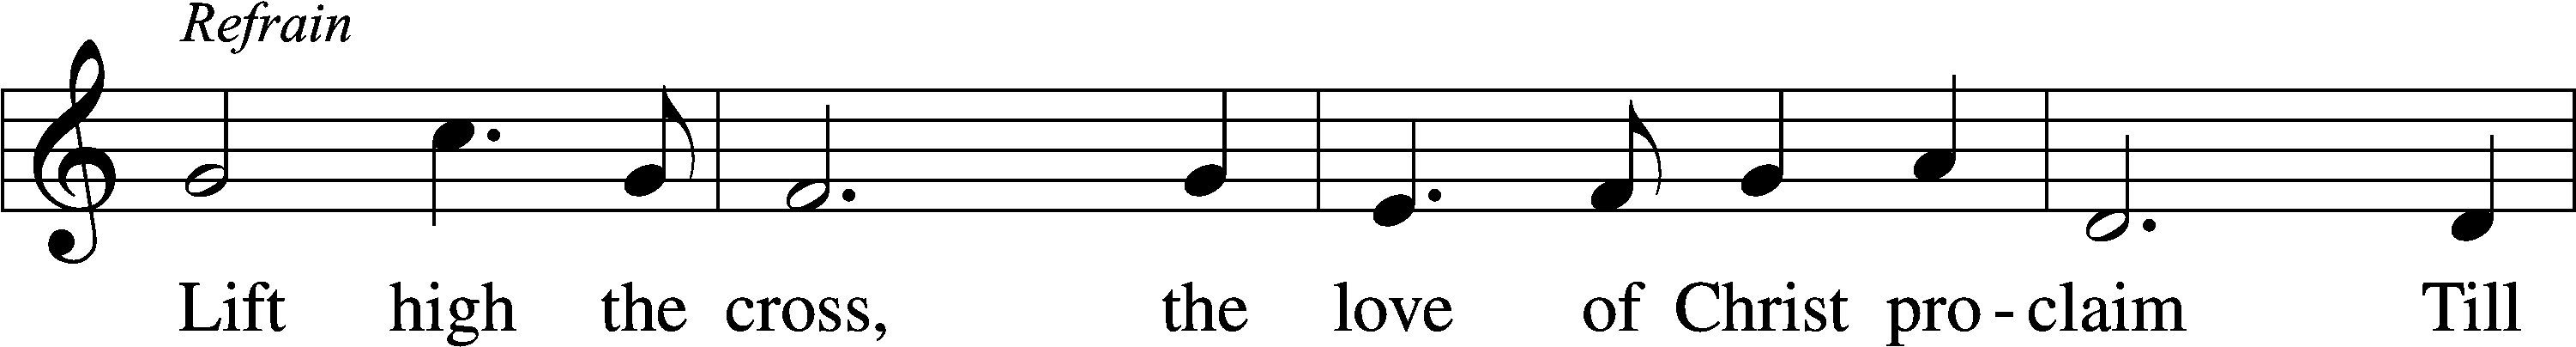 Refrain
Lift high the cross, the love of Christ pro - claim Till